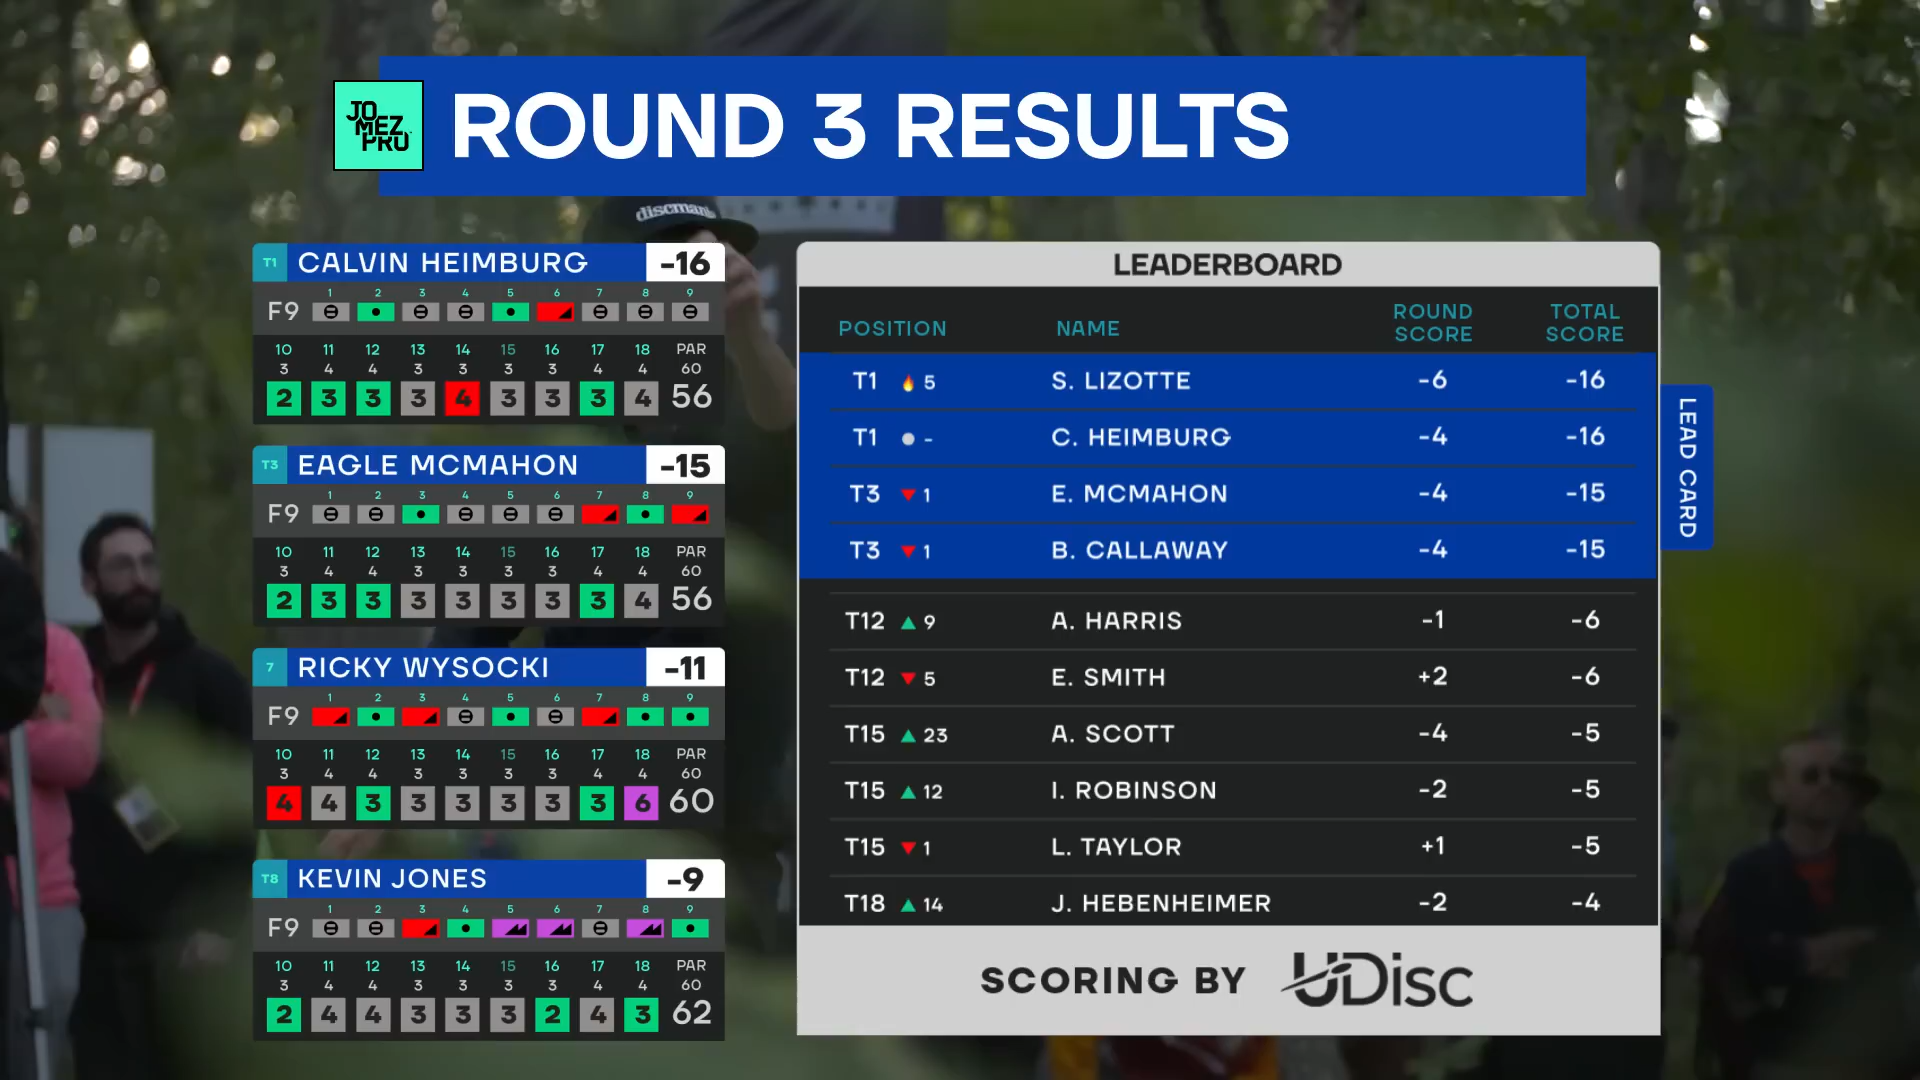 JO
MEZ
PRO
ROUND 3 RESULTS
discmania
T1 CALVIN HEIMBURG -16
1 2 3 4 5 6 7 8 9
F9
10 11 12 13 14 15 16 17 18 PAR
3 4 4 3 3 3 3 4 4 60
2 3 3 3 4 3 3 3 4 56
T3 EAGLE MCMAHON -15
1 2 3 4 5 6 7 8 9
F9
10 11 12 13 14 15 16 17 18 PAR
3 4 4 3 3 3 3 4 4 60
2 3 3 3 3 3 3 3 4 56
7 RICKY WYSOCKI -11
1 2 3 4 5 6 7 8 9
F9
10 11 12 13 14 15 16 17 18 PAR
3 4 4 3 3 3 3 4 4 60
4 4 3 3 3 3 3 3 6 60
T8 KEVIN JONES -9
1 2 3 4 5 6 7 8 9
F9
10 11 12 13 14 15 16 17 18 PAR
3 4 4 3 3 3 3 4 4 60
2 4 4 3 3 3 2 4 3 62
LEADERBOARD
POSITION NAME ROUND SCORE TOTAL SCORE
T1 5 S. LIZOTTE -6 -16
T1 - C. HEIMBURG -4 -16
T3 1 E. MCMAHON -4 -15
T3 1 B. CALLAWAY -4 -15
LEAD CARD
T12 9 A. HARRIS -1 -6
T12 5 E. SMITH +2 -6
T15 23 A. SCOTT -4 -5
T15 12 I. ROBINSON -2 -5
T15 1 L. TAYLOR +1 -5
T18 14 J. HEBENHEIMER -2 -4
SCORING BY UDisc